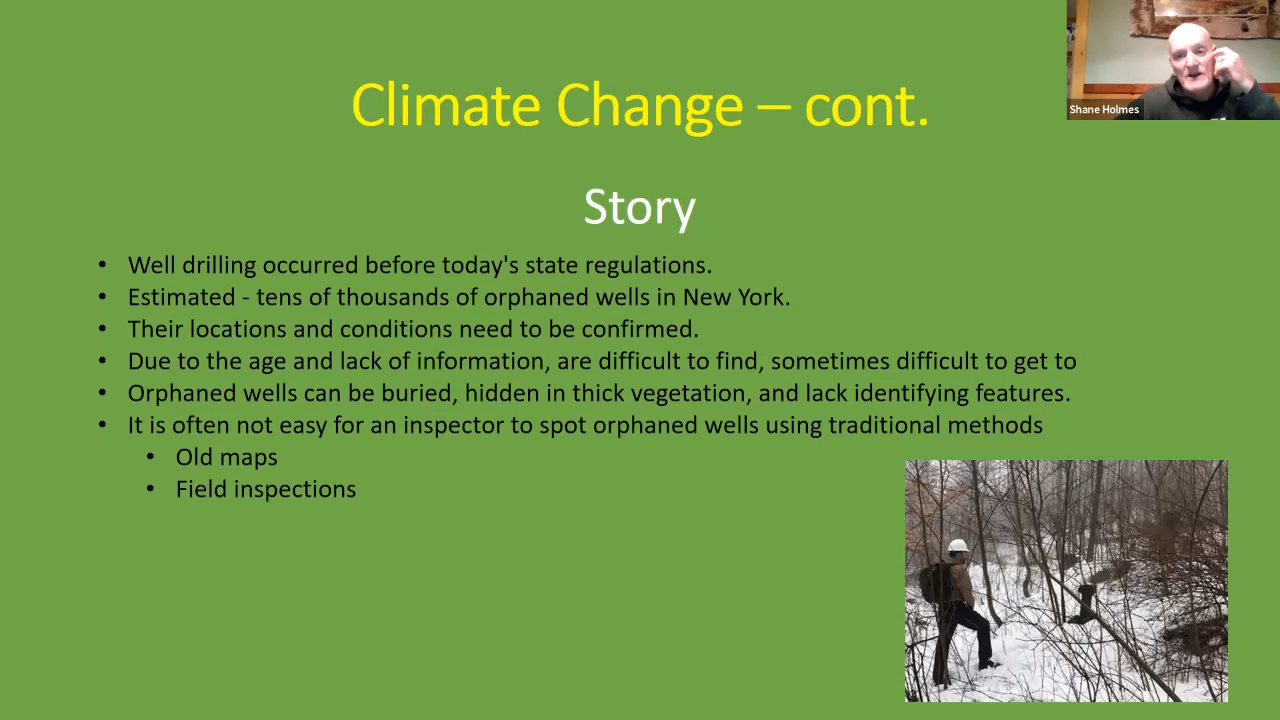 Climate Change – cont.
Shane Holmes
Story
• Well drilling occurred before today's state regulations.
• Estimated - tens of thousands of orphaned wells in New York.
• Their locations and conditions need to be confirmed.
• Due to the age and lack of information, are difficult to find, sometimes difficult to get to
• Orphaned wells can be buried, hidden in thick vegetation, and lack identifying features.
• It is often not easy for an inspector to spot orphaned wells using traditional methods
• Old maps
• Field inspections